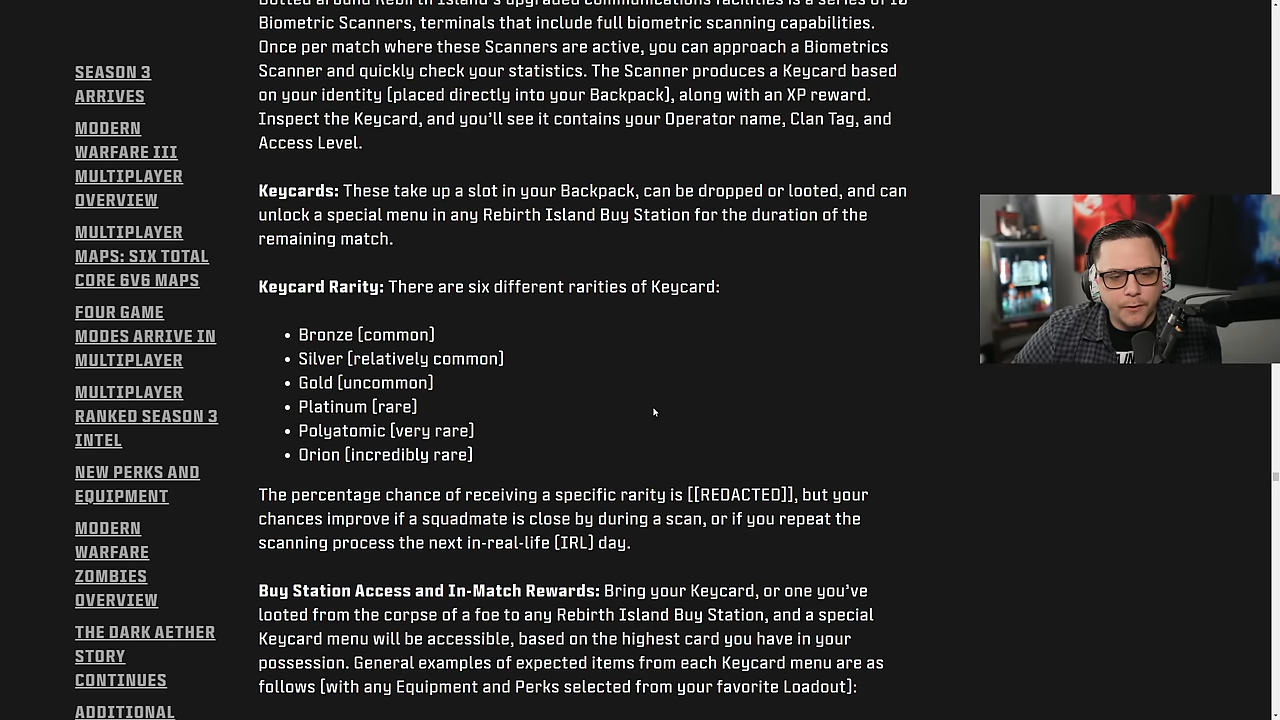 SEASON 3
ARRIVES
MODERN
WARFARE III
MULTIPLAYER
OVERVIEW
MULTIPLAYER
MAPS: SIX TOTAL
CORE 6V6 MAPS
FOUR GAME
MODES ARRIVE IN
MULTIPLAYER
MULTIPLAYER
RANKED SEASON 3
INTEL
NEW PERKS AND
EQUIPMENT
MODERN
WARFARE
ZOMBIES
OVERVIEW
THE DARK AETHER
STORY
CONTINUES
ADDITIONAL
Dotted around Rebirth Island's upgraded communications facilities is a series of 10
Biometric Scanners, terminals that include full biometric scanning capabilities.
Once per match where these Scanners are active, you can approach a Biometrics
Scanner and quickly check your statistics. The Scanner produces a Keycard based
on your identity (placed directly into your Backpack), along with an XP reward.
Inspect the Keycard, and you'll see it contains your Operator name, Clan Tag, and
Access Level.
Keycards: These take up a slot in your Backpack, can be dropped or looted, and can
unlock a special menu in any Rebirth Island Buy Station for the duration of the
remaining match.
Keycard Rarity: There are six different rarities of Keycard:
• Bronze (common)
• Silver (relatively common)
• Gold (uncommon)
• Platinum (rare)
• Polyatomic (very rare)
• Orion (incredibly rare)
The percentage chance of receiving a specific rarity is [[REDACTED]], but your
chances improve if a squadmate is close by during a scan, or if you repeat the
scanning process the next in-real-life (IRL) day.
Buy Station Access and In-Match Rewards: Bring your Keycard, or one you've
looted from the corpse of a foe to any Rebirth Island Buy Station, and a special
Keycard menu will be accessible, based on the highest card you have in your
possession. General examples of expected items from each Keycard menu are as
follows (with any Equipment and Perks selected from your favorite Loadout):